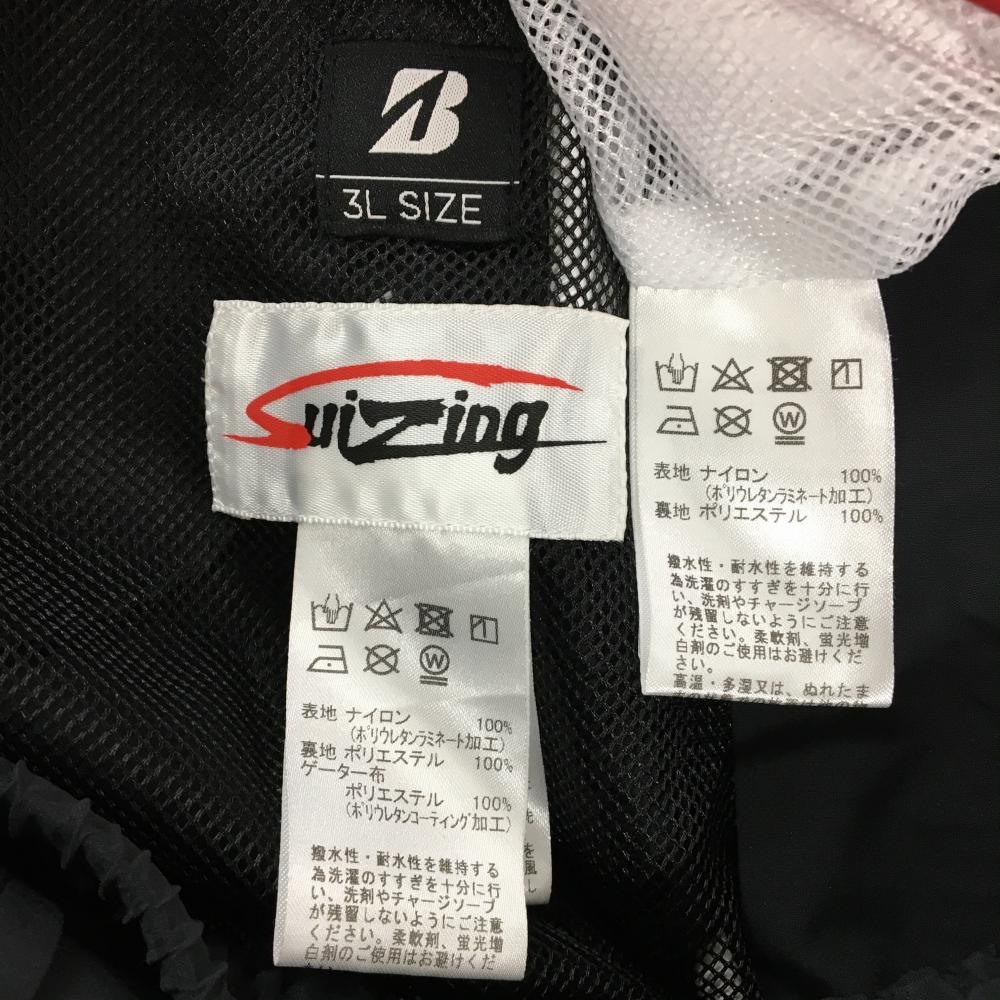 B
3L SIZE
Suizing
W
表地 ナイロン 100%
(ポリウレタンラミネート加工)
裏地 ポリエステル 100%
ゲーター布
ポリエステル 100%
(ポリウレタンコーティング加工)
撥水性・耐水性を維持する
為洗濯のすすぎを十分に行
い、洗剤やチャージソープ
が残留しないようにご注意
ください。柔軟剤、蛍光増
白剤のご使用はお避けくだ
W
表地 ナイロン 100%
(ポリウレタンラミネート加工)
裏地 ポリエステル 100%
撥水性・耐水性を維持する
為洗濯のすすぎを十分に行
い、洗剤やチャージソープ
が残留しないようにご注意
ください。柔軟剤、蛍光増
白剤のご使用はお避けくだ
さい。
高温・多湿又は、ぬれたま